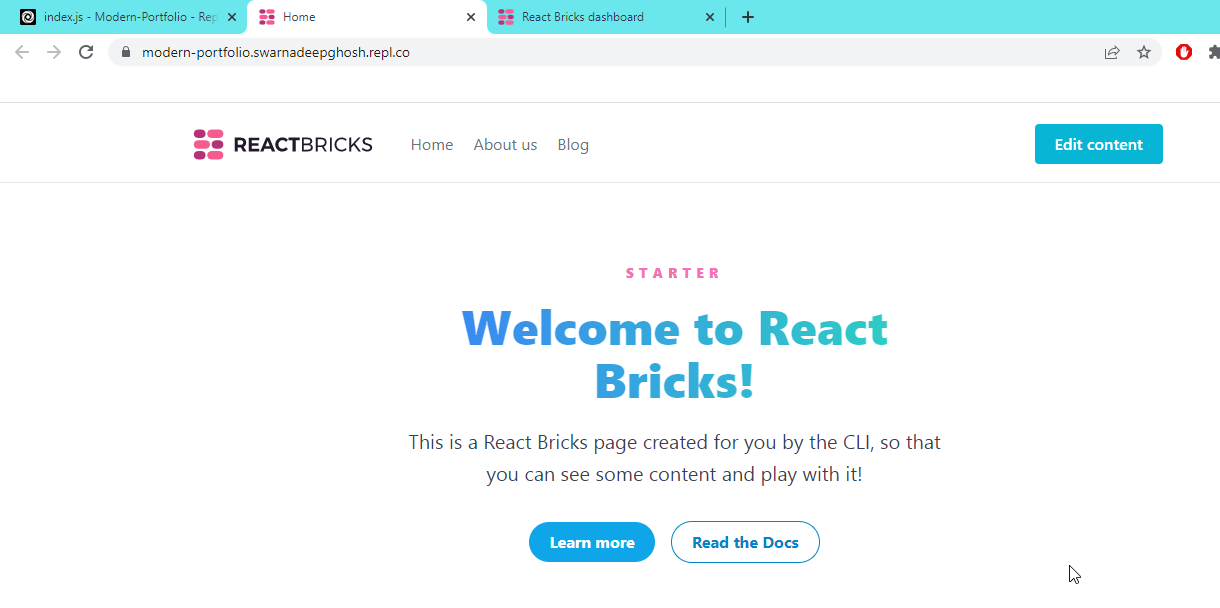 index.js - Modern-Portfolio - Rep
Home
React Bricks dashboard
modern-portfolio.swarnadeepghosh.repl.co
REACTBRICKS
Home
About us
Blog
Edit content
STARTER
Welcome to React
Bricks!
This is a React Bricks page created for you by the CLI, so that
you can see some content and play with it!
Learn more
Read the Docs